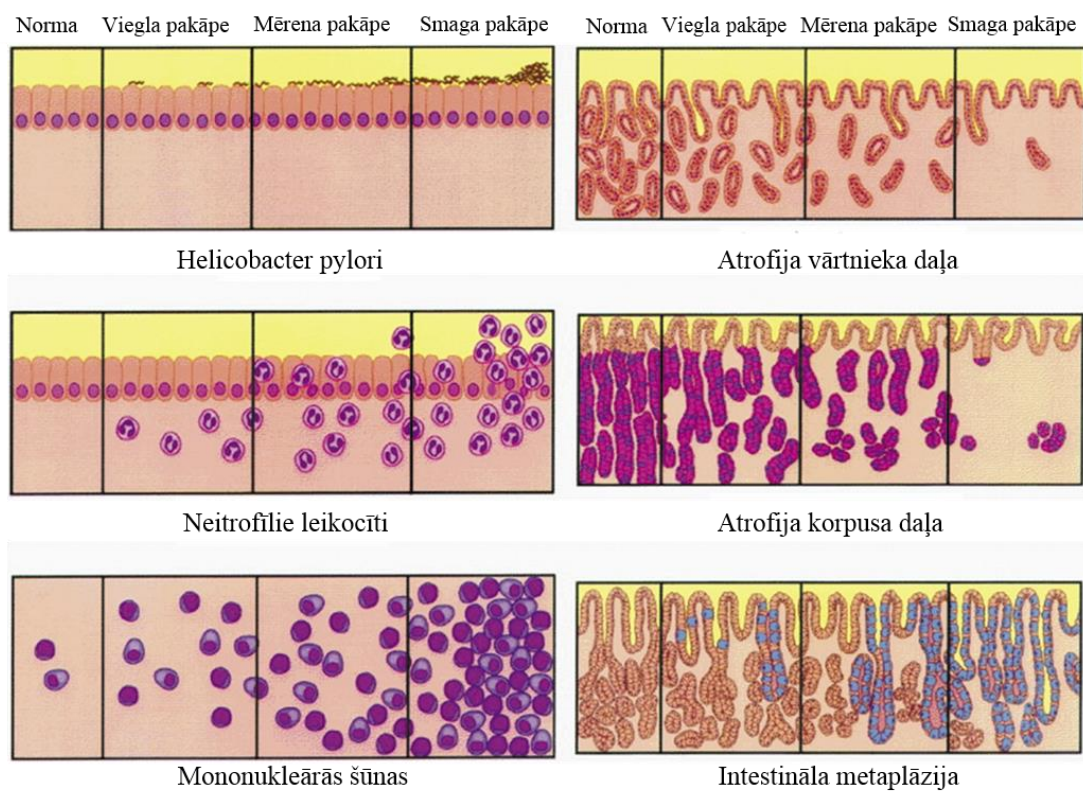 Norma Viegla pakāpe Mērena pakāpe Smaga pakāpe
Norma Viegla pakāpe Mērena pakāpe Smaga pakāpe
Helicobacter pylori
Atrofija vārtnieka daļa
Neitrofīlie leikocīti
Atrofija korpusa daļa
Mononukleārās šūnas
Intestināla metaplāzija